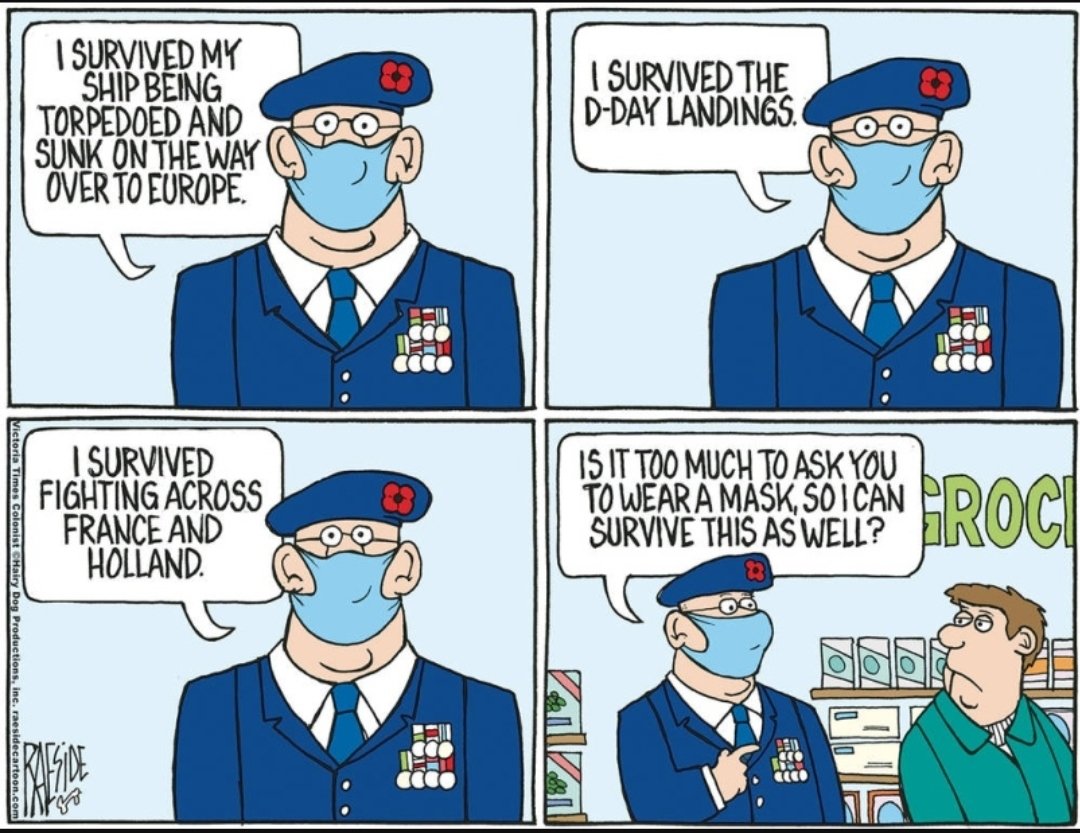 I SURVIVED MY
SHIP BEING
TORPEDOED AND
SUNK ON THE WAY
OVER TO EUROPE.
I SURVIVED THE
D-DAY LANDINGS.
I SURVIVED
FIGHTING ACROSS
FRANCE AND
HOLLAND.
Victoria Times Colonist ©Hairy Dog Productions, inc. raesidecartoon.com
RAESIDE
IS IT TOO MUCH TO ASK YOU
TO WEAR A MASK, SO I CAN
SURVIVE THIS AS WELL?
GROC